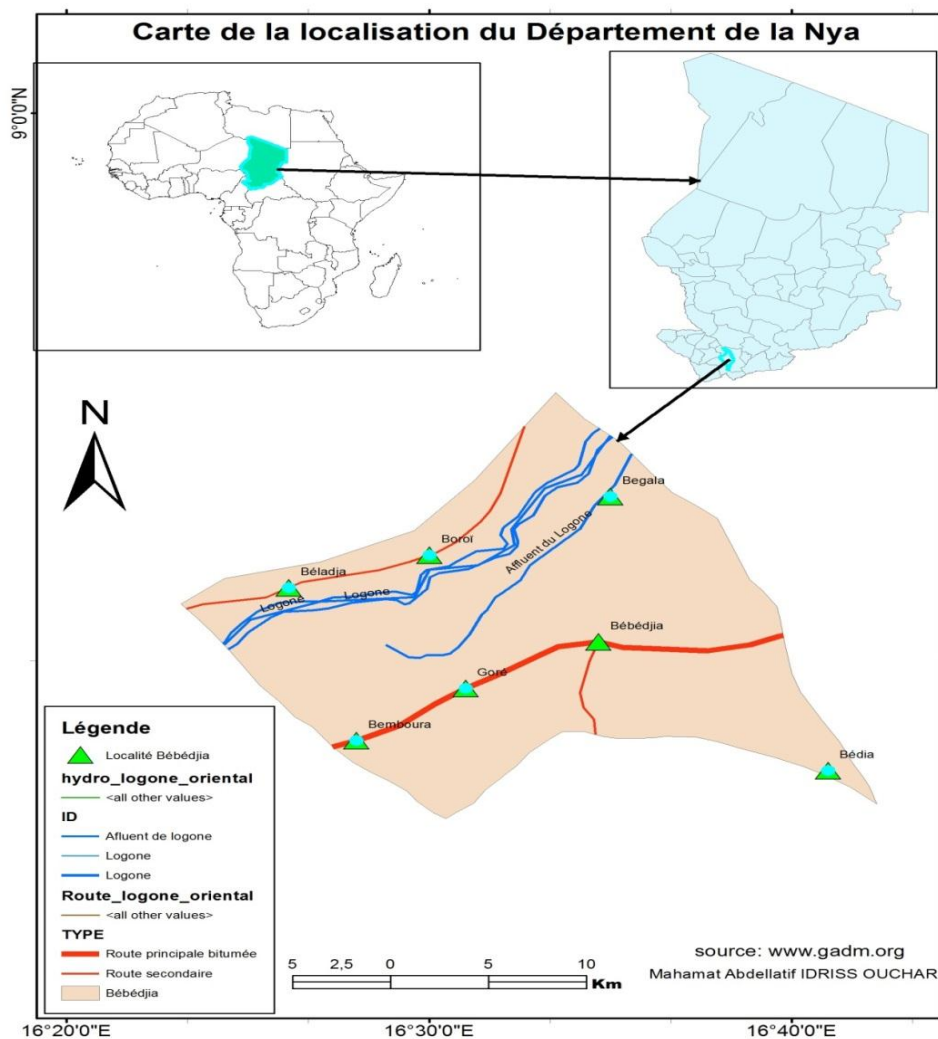 Carte de la localisation du Département de la Nya
9°0'0"N
N
Begala
Affluent du Logone
Boroï
Béladja
Logone
Logone
Bébédjia
Goré
Bemboura
Bédia
Légende
Localité Bébédjia
hydro_logone_oriental
<all other values>
ID
Afluent de logone
Logone
Logone
Route_logone_oriental
<all other values>
TYPE
Route principale bitumée
Route secondaire
Bébédjia
5 2,5 0 5 10
Km
source: www.gadm.org
Mahamat Abdellatif IDRISS OUCHAR
16°20'0"E 16°30'0"E 16°40'0"E